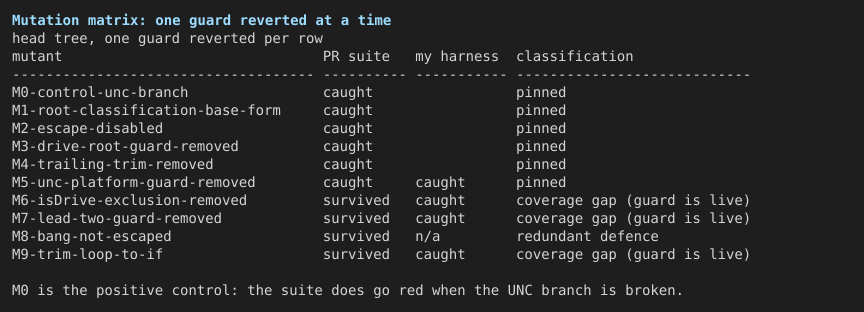 Mutation matrix: one guard reverted at a time
head tree, one guard reverted per row
mutant PR suite my harness classification
------------------------------------ ---------- ----------- ----------------------------
M0-control-unc-branch caught pinned
M1-root-classification-base-form caught pinned
M2-escape-disabled caught pinned
M3-drive-root-guard-removed caught pinned
M4-trailing-trim-removed caught pinned
M5-unc-platform-guard-removed caught caught pinned
M6-isDrive-exclusion-removed survived caught coverage gap (guard is live)
M7-lead-two-guard-removed survived caught coverage gap (guard is live)
M8-bang-not-escaped survived n/a redundant defence
M9-trim-loop-to-if survived caught coverage gap (guard is live)
M0 is the positive control: the suite does go red when the UNC branch is broken.